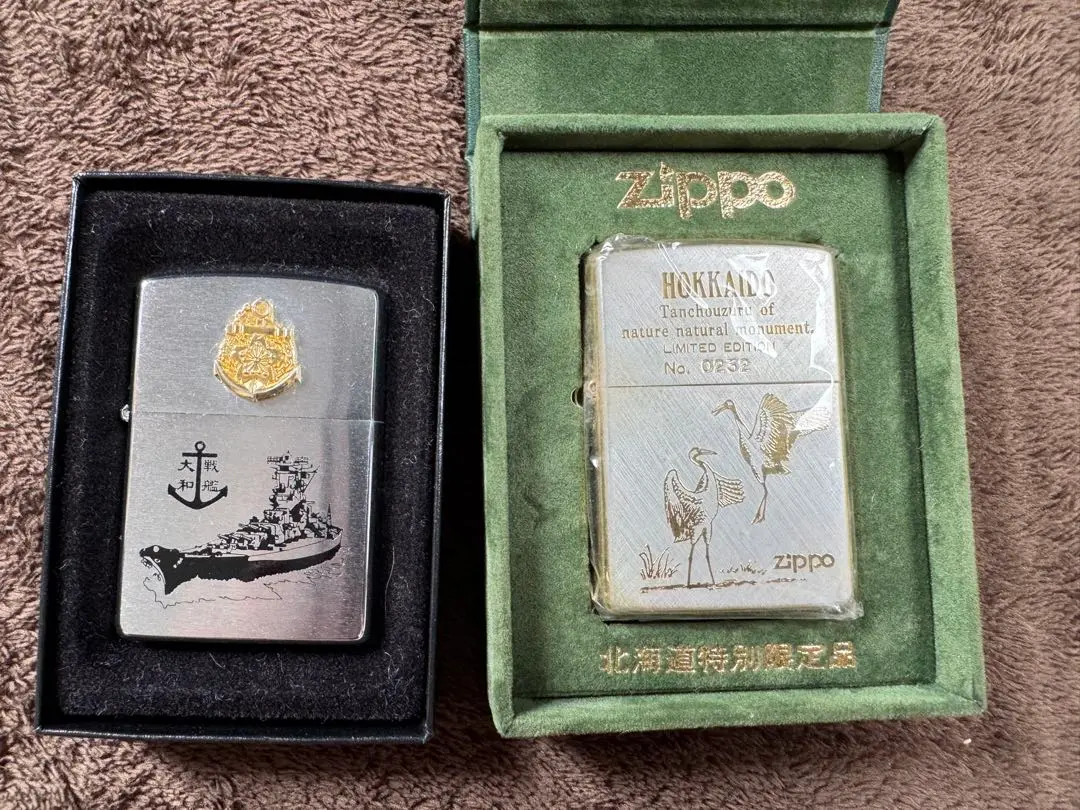 大和
戦艦
zippo
HOKKAIDO
Tanchouzuru of
nature natural monument.
LIMITED EDITION
No. 0232
zippo
北海道特別限定品